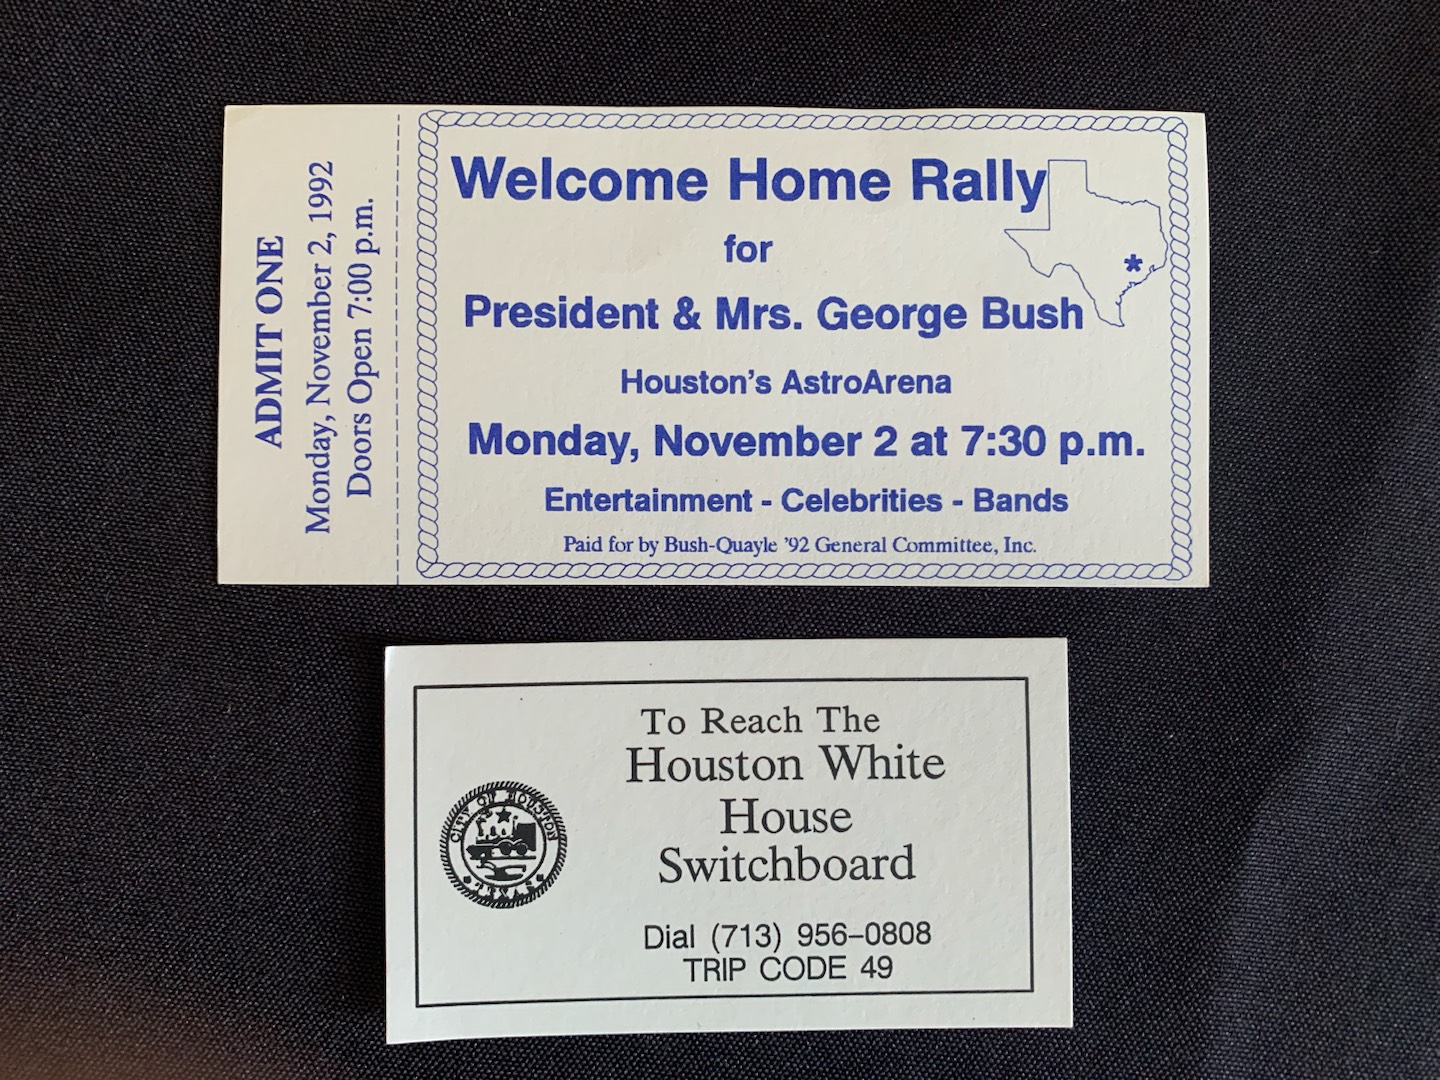 ADMIT ONE
Monday, November 2, 1992
Doors Open 7:00 p.m.
Welcome Home Rally
for
President & Mrs. George Bush
Houston's AstroArena
Monday, November 2 at 7:30 p.m.
Entertainment - Celebrities - Bands
Paid for by Bush-Quayle '92 General Committee, Inc.
*
To Reach The
Houston White
House
Switchboard
Dial (713) 956–0808
TRIP CODE 49
CITY OF HOUSTON
TEXAS